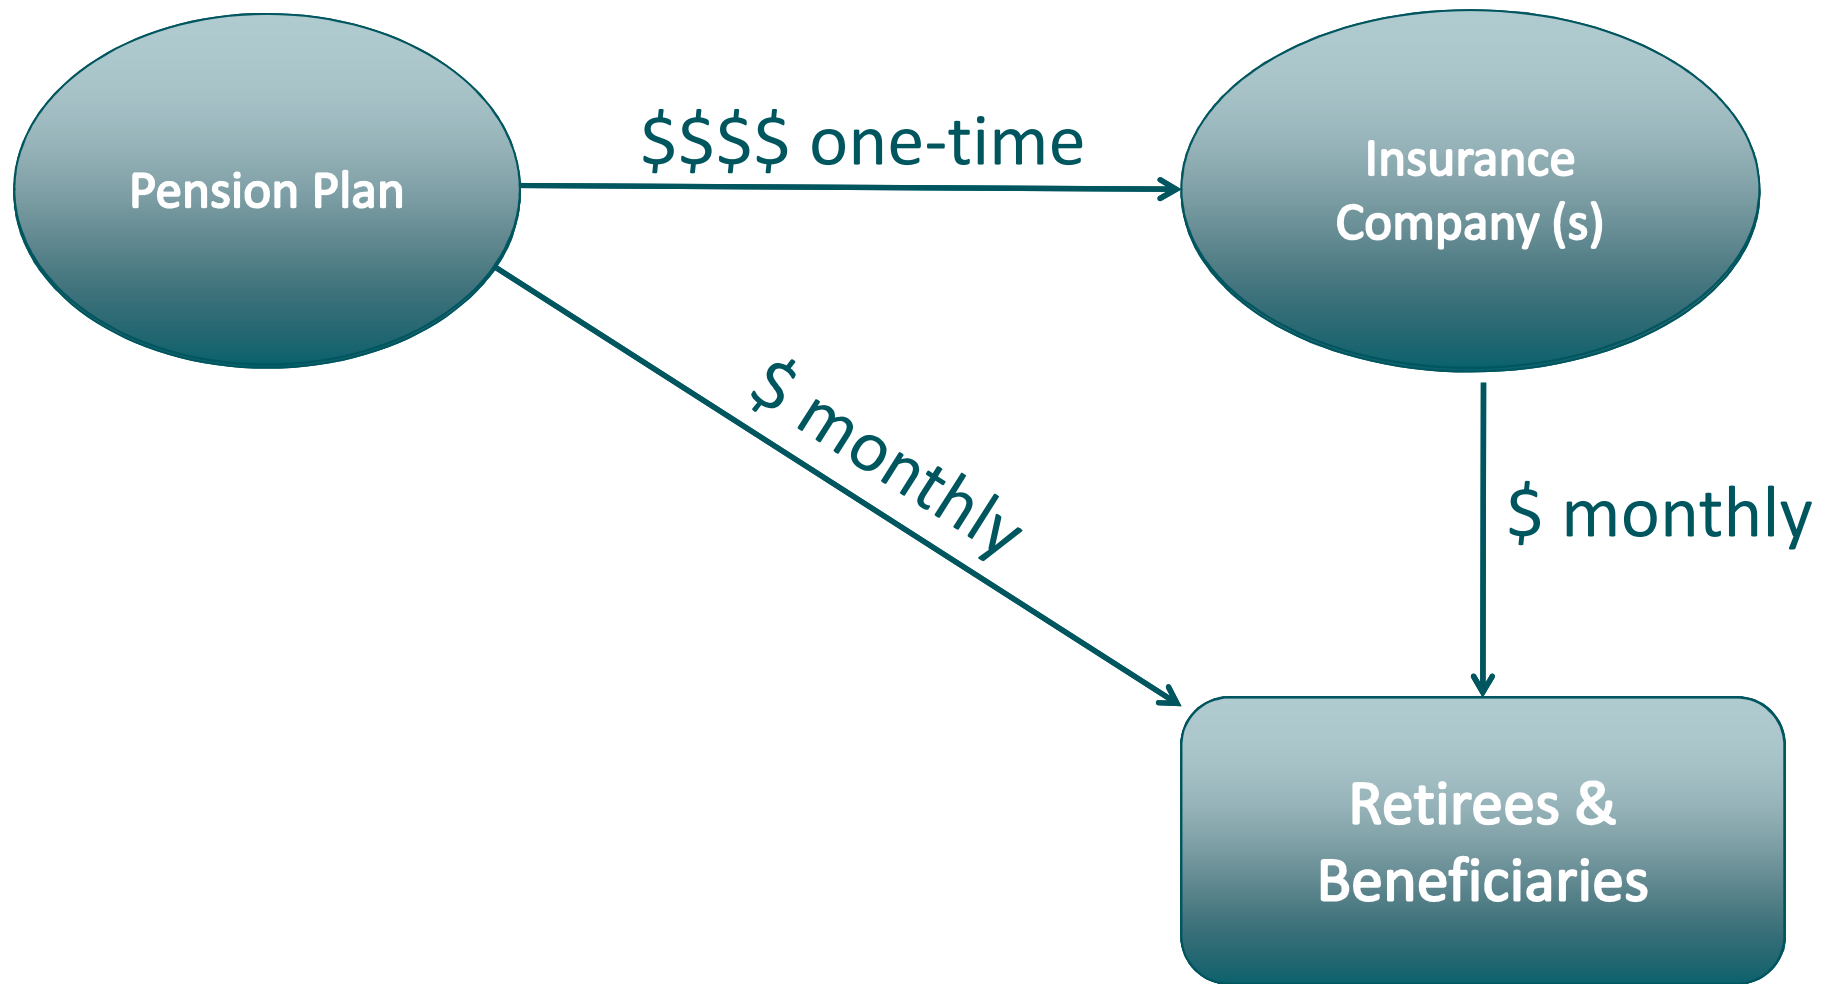 Pension Plan
$$$$ one-time
Insurance
Company (s)
$ monthly
$ monthly
Retirees &
Beneficiaries